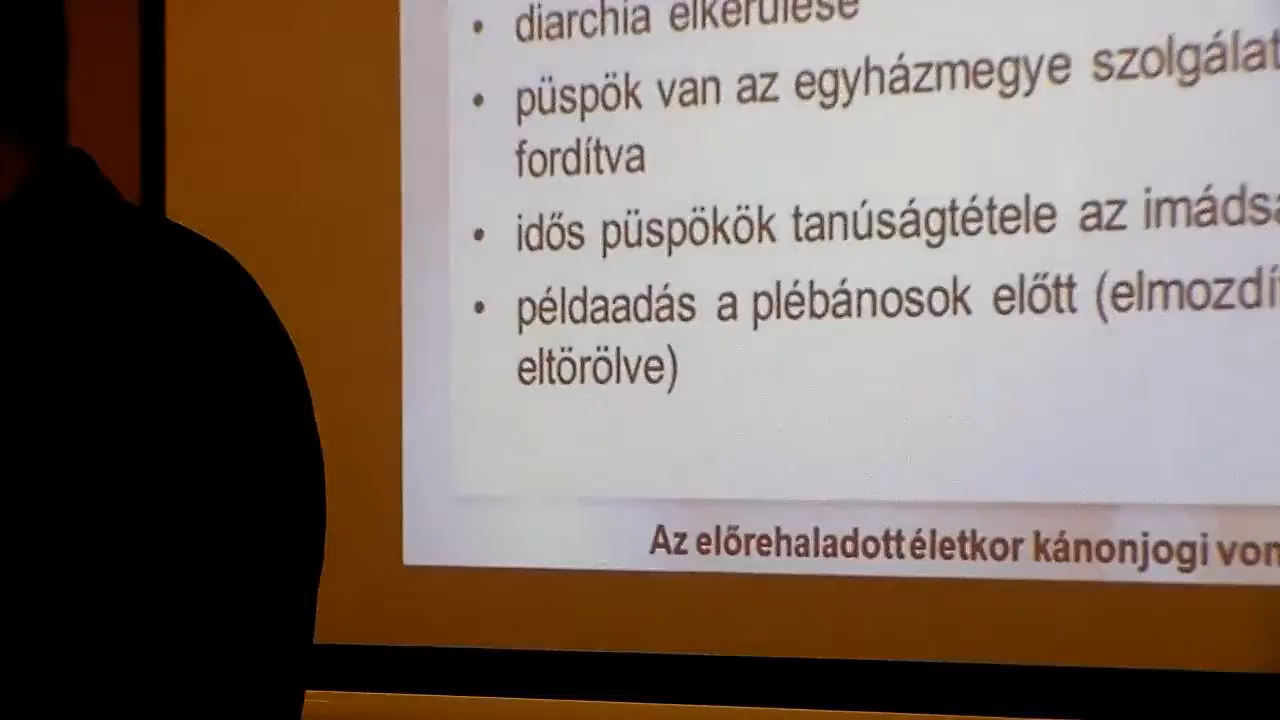 • diarchia elkerülése
• püspök van az egyházmegye szolgálat
fordítva
• idős püspökök tanúságtétele az imádsá
• példaadás a plébánosok előtt (elmozdí
eltörölve)
Az előrehaladott életkor kánonjogi von